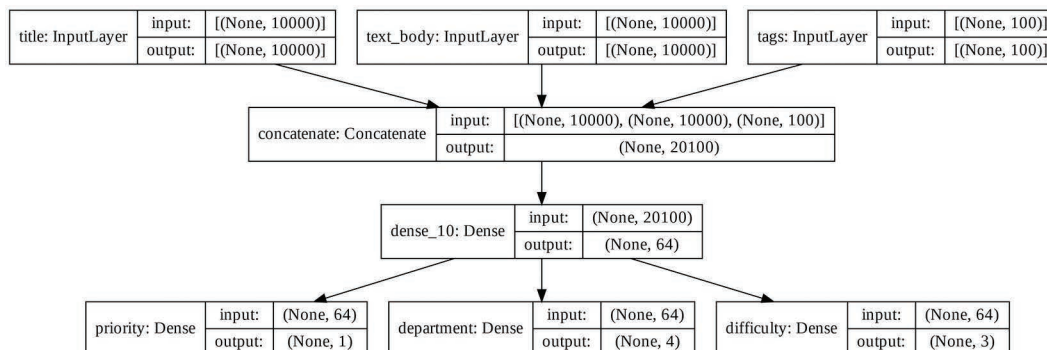 title: InputLayer input: [(None, 10000)] output: [(None, 10000)]
text_body: InputLayer input: [(None, 10000)] output: [(None, 10000)]
tags: InputLayer input: [(None, 100)] output: [(None, 100)]
concatenate: Concatenate input: [(None, 10000), (None, 10000), (None, 100)] output: (None, 20100)
dense_10: Dense input: (None, 20100) output: (None, 64)
priority: Dense input: (None, 64) output: (None, 1)
department: Dense input: (None, 64) output: (None, 4)
difficulty: Dense input: (None, 64) output: (None, 3)